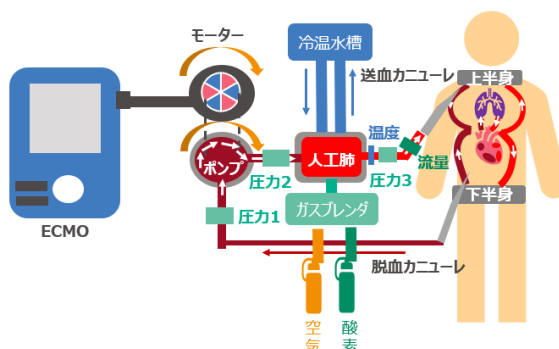 モーター
冷温水槽
送血カニューレ
上半身
ポンプ
圧力2
人工肺
温度
圧力3
流量
圧力1
ガスブレンダ
下半身
ECMO
脱血カニューレ
空気
酸素